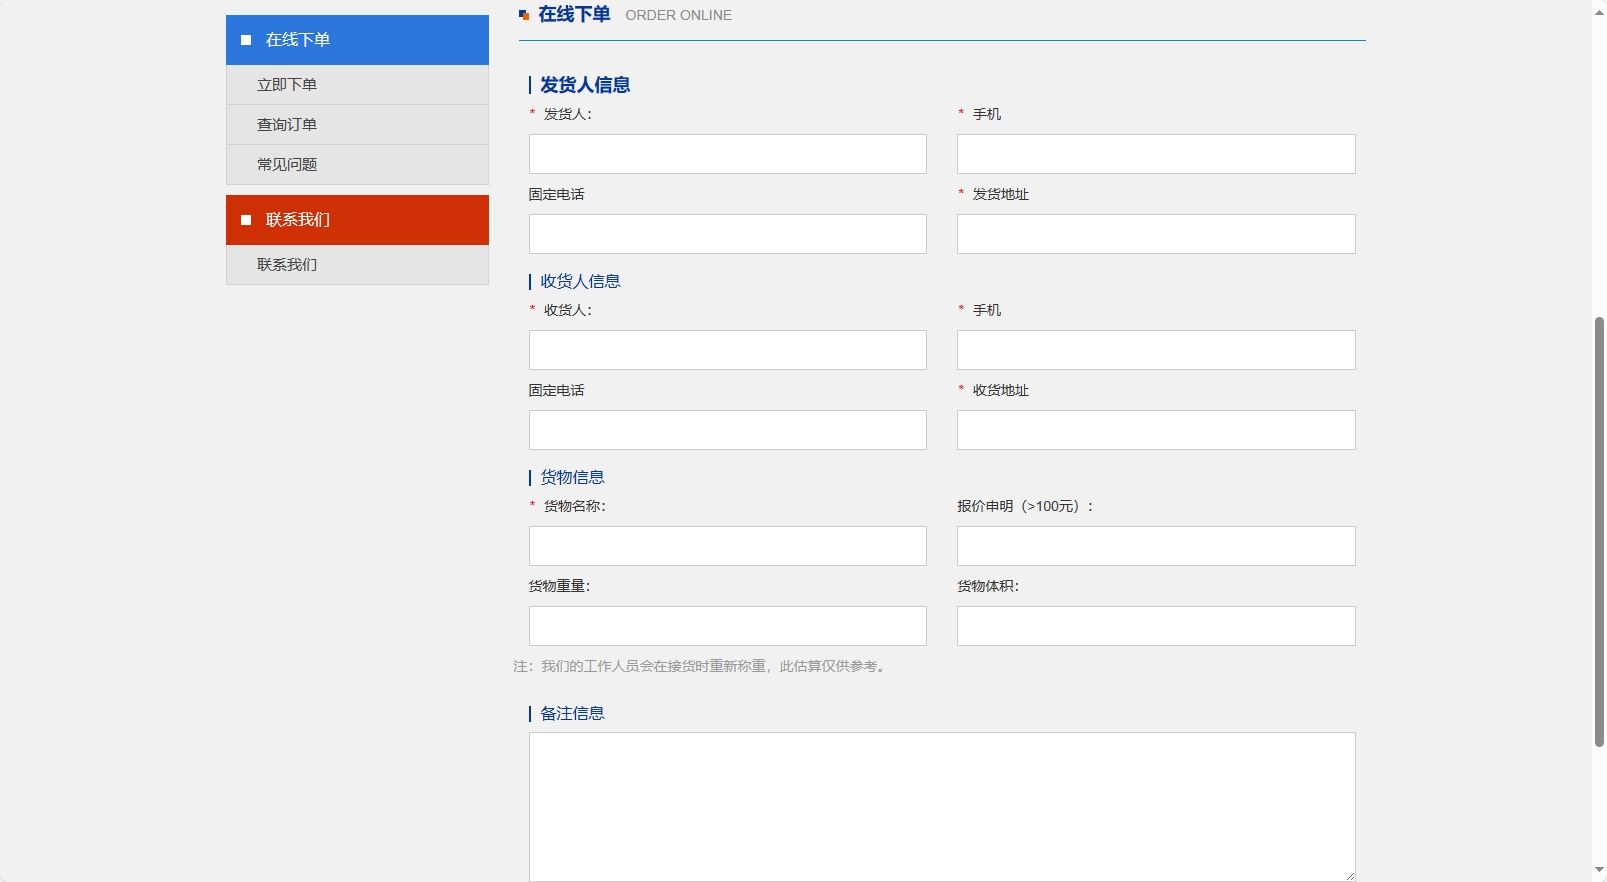 在线下单 ORDER ONLINE
在线下单
立即下单
查询订单
常见问题
联系我们
联系我们
发货人信息
* 发货人： * 手机
固定电话 * 发货地址
收货人信息
* 收货人： * 手机
固定电话 * 收货地址
货物信息
* 货物名称： 报价申明（>100元）：
货物重量： 货物体积：
注：我们的工作人员会在接货时重新称重，此估算仅供参考。
备注信息